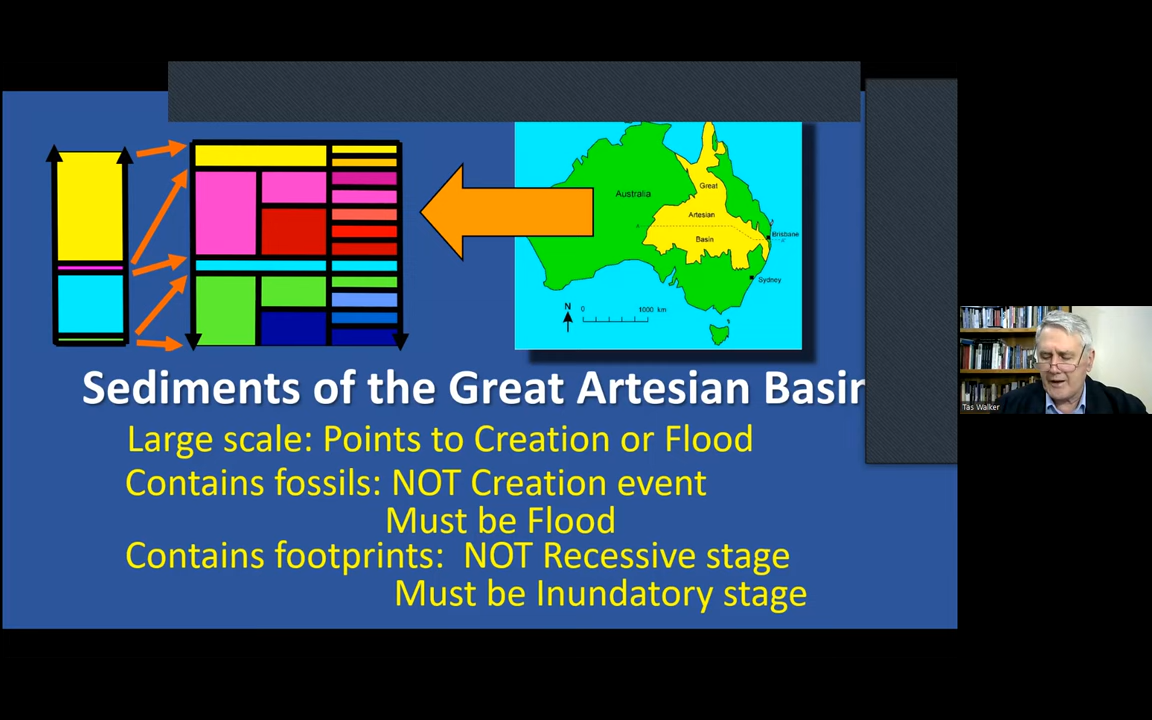 Australia
Great
Artesian
Basin
Brisbane
Sydney
N
0 1000 km
Sediments of the Great Artesian Basin
Large scale: Points to Creation or Flood
Contains fossils: NOT Creation event
Must be Flood
Contains footprints: NOT Recessive stage
Must be Inundatory stage
Tas Walker